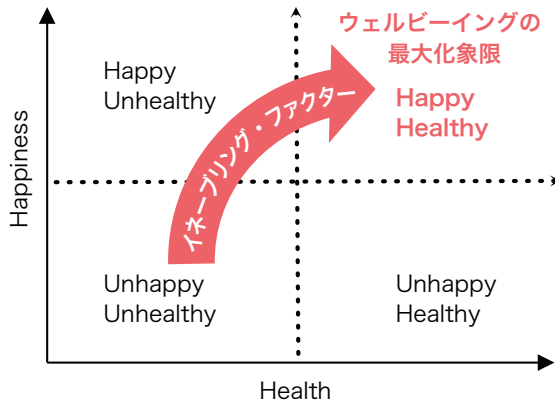 ウェルビーイングの
最大化象限
Happy
Unhealthy
Happy
Healthy
イネーブリング・ファクター
Happiness
Unhappy
Unhealthy
Unhappy
Healthy
Health